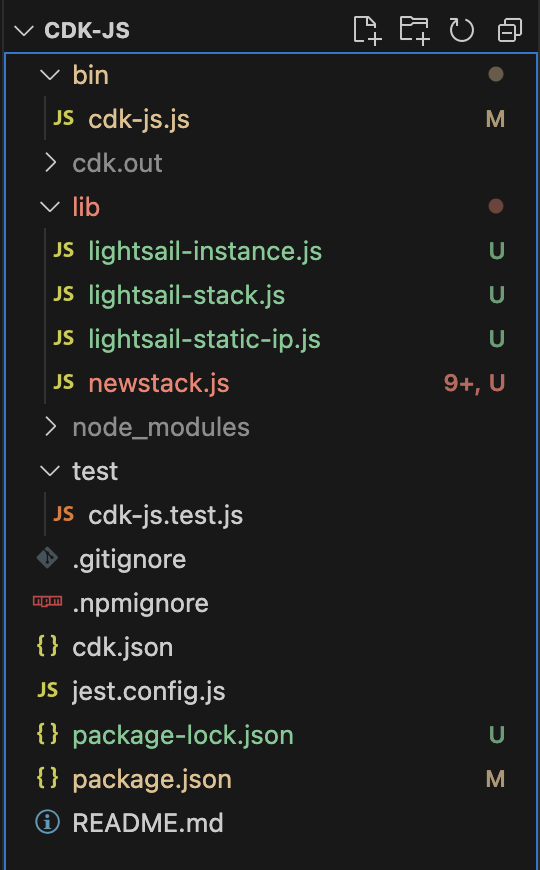 CDK-JS
bin
JS cdk-js.js M
cdk.out
lib
JS lightsail-instance.js U
JS lightsail-stack.js U
JS lightsail-static-ip.js U
JS newstack.js 9+, U
node_modules
test
JS cdk-js.test.js
.gitignore
npm .npmignore
{} cdk.json
JS jest.config.js
{} package-lock.json U
{} package.json M
README.md